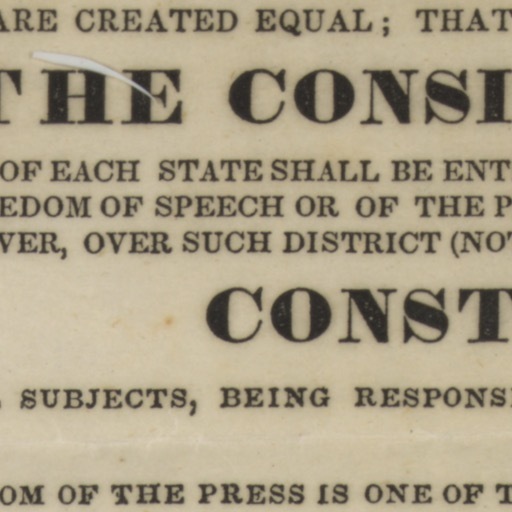 ARE CREATED EQUAL; THAT
THE CONSI
OF EACH STATE SHALL BE ENT
EDOM OF SPEECH OR OF THE P
VER, OVER SUCH DISTRICT (NOT
CONST
SUBJECTS, BEING RESPONS
OM OF THE PRESS IS ONE OF T